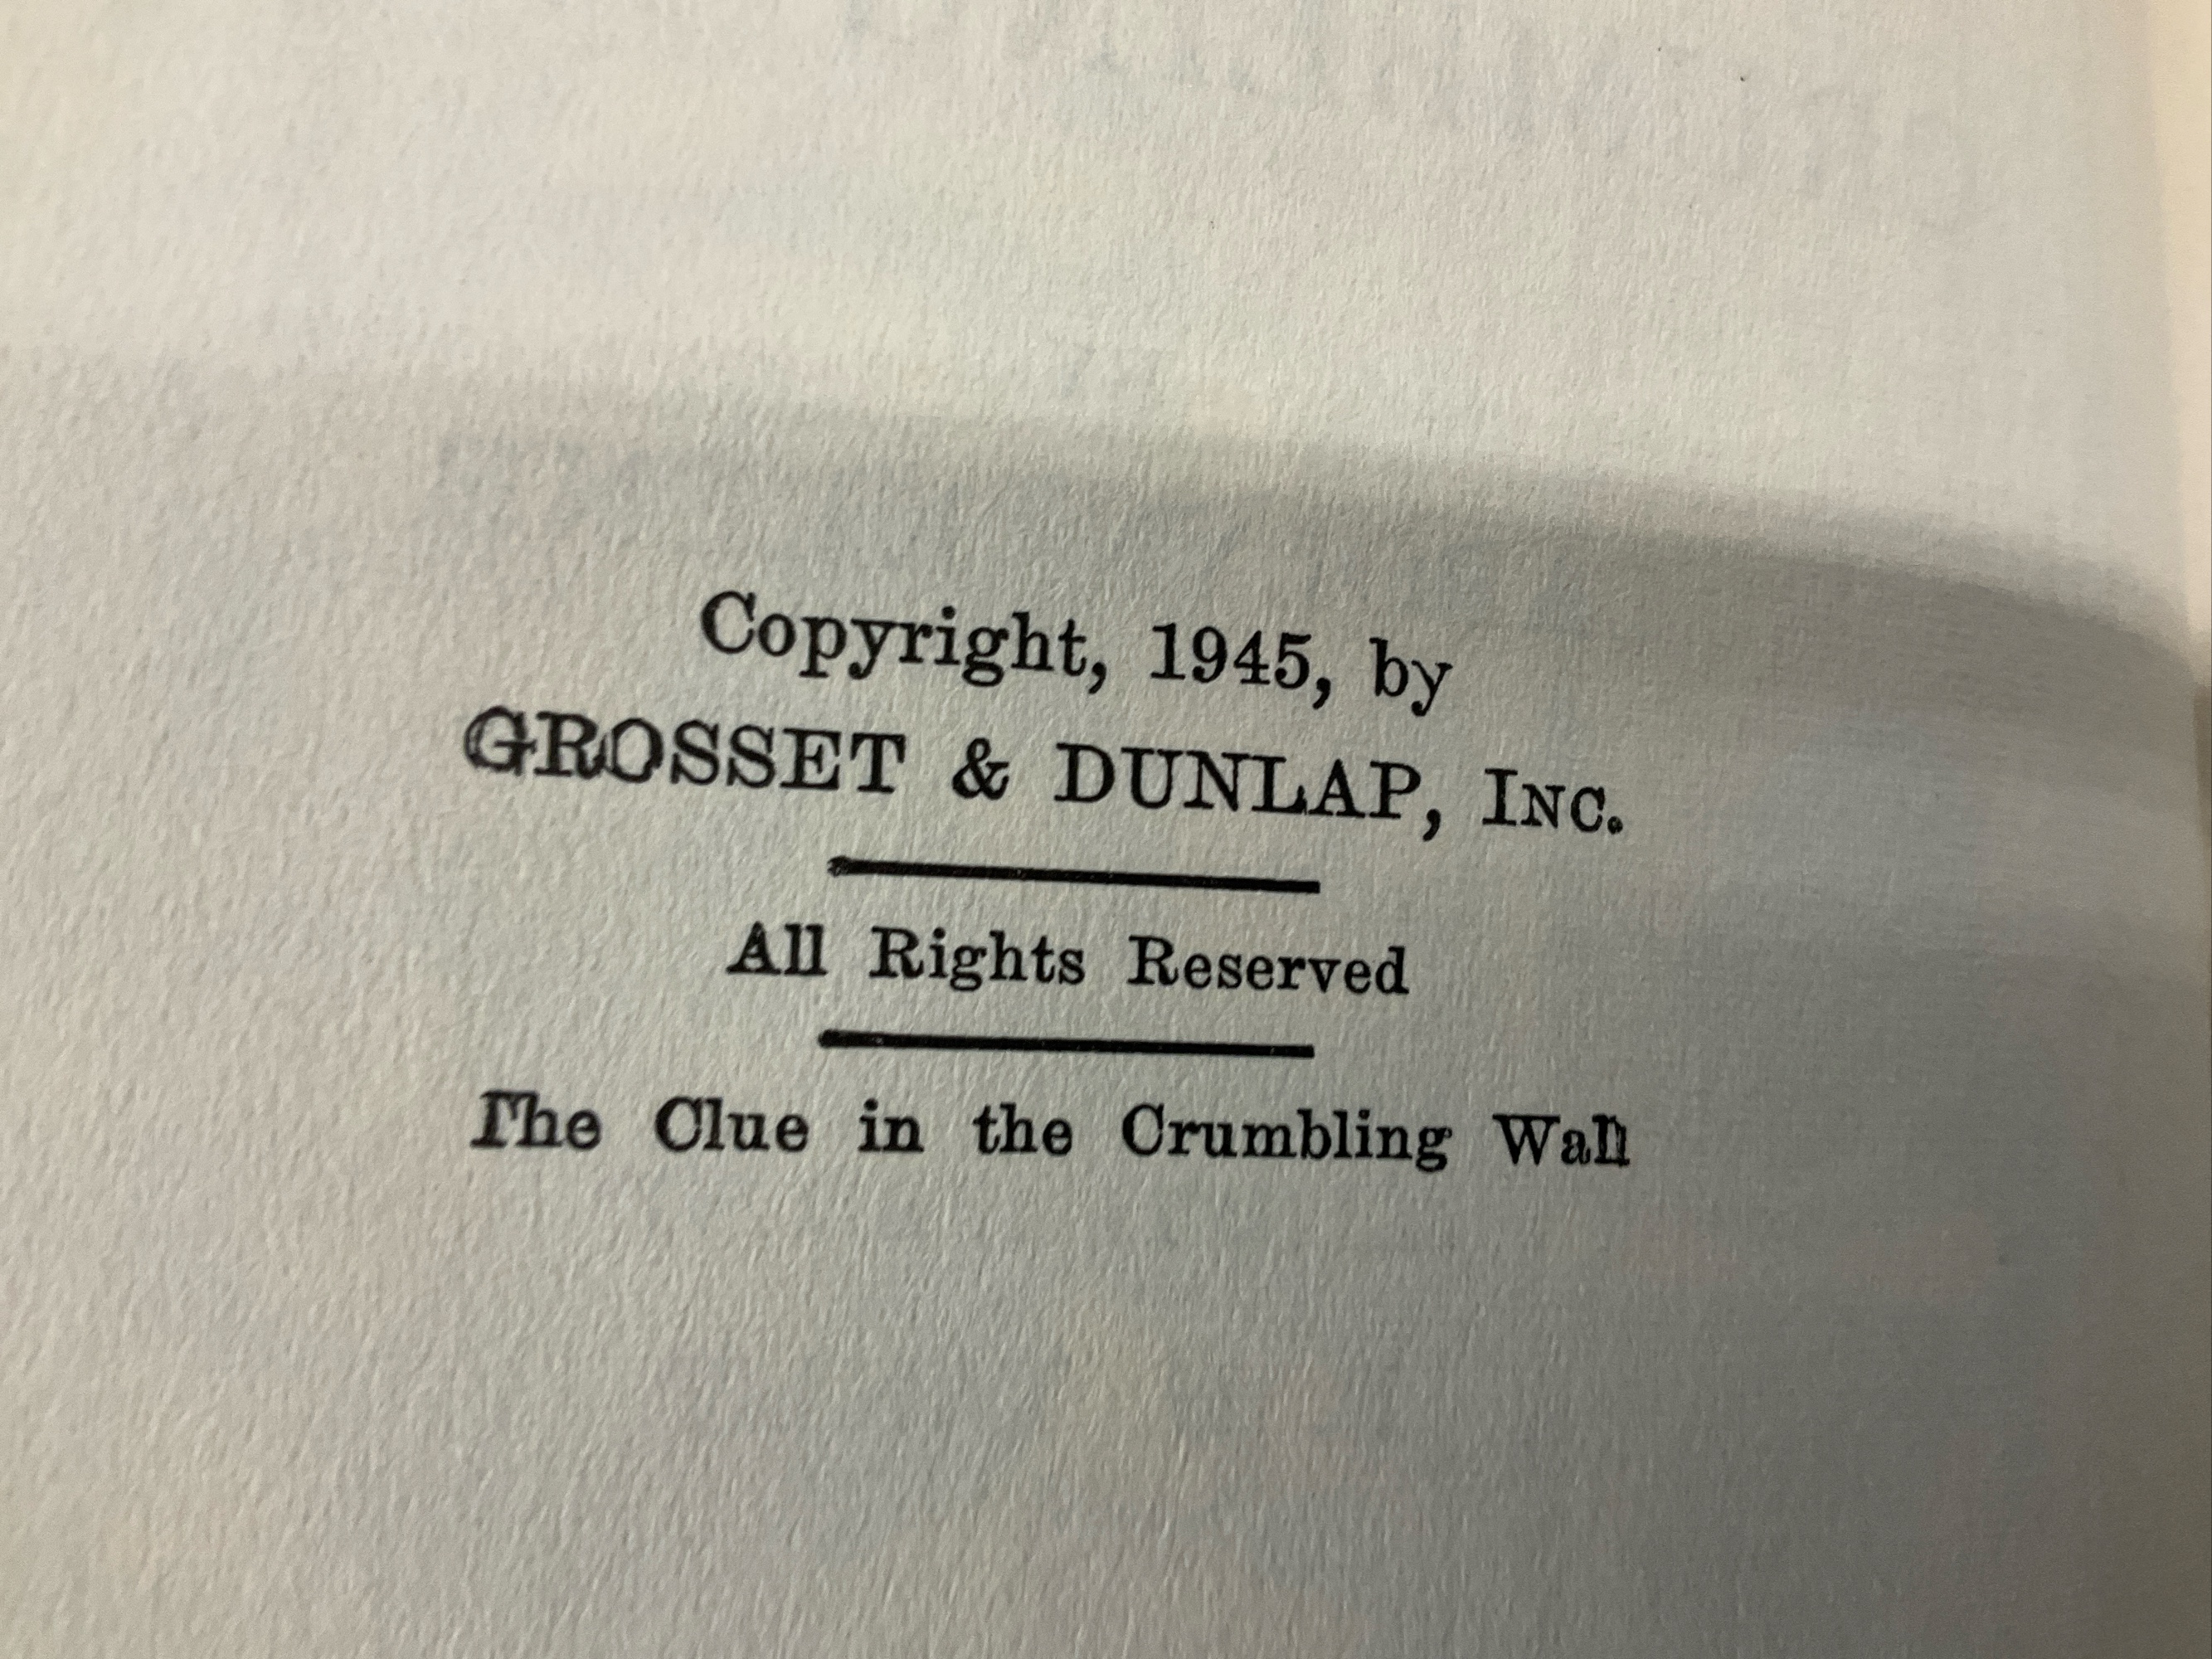 Copyright, 1945, by
GROSSET & DUNLAP, INC.
All Rights Reserved
The Clue in the Crumbling Wall